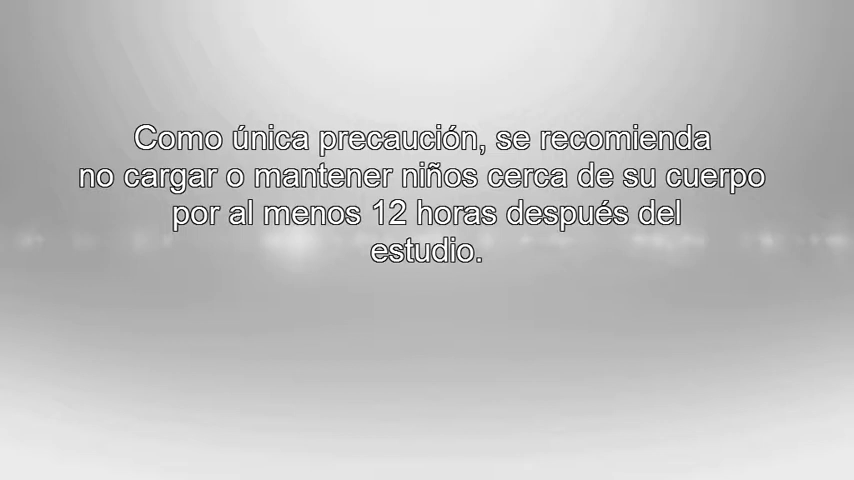 Como única precaución, se recomienda
no cargar o mantener niños cerca de su cuerpo
por al menos 12 horas después del
estudio.